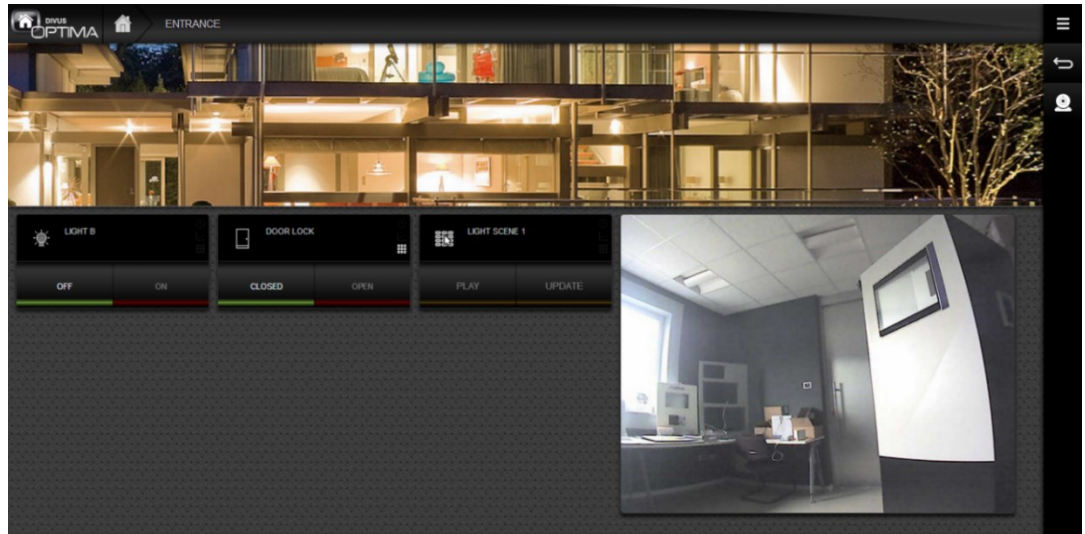 DIVUS
OPTIMA
ENTRANCE
LIGHT B
OFF ON
DOOR LOCK
CLOSED OPEN
LIGHT SCENE 1
PLAY UPDATE